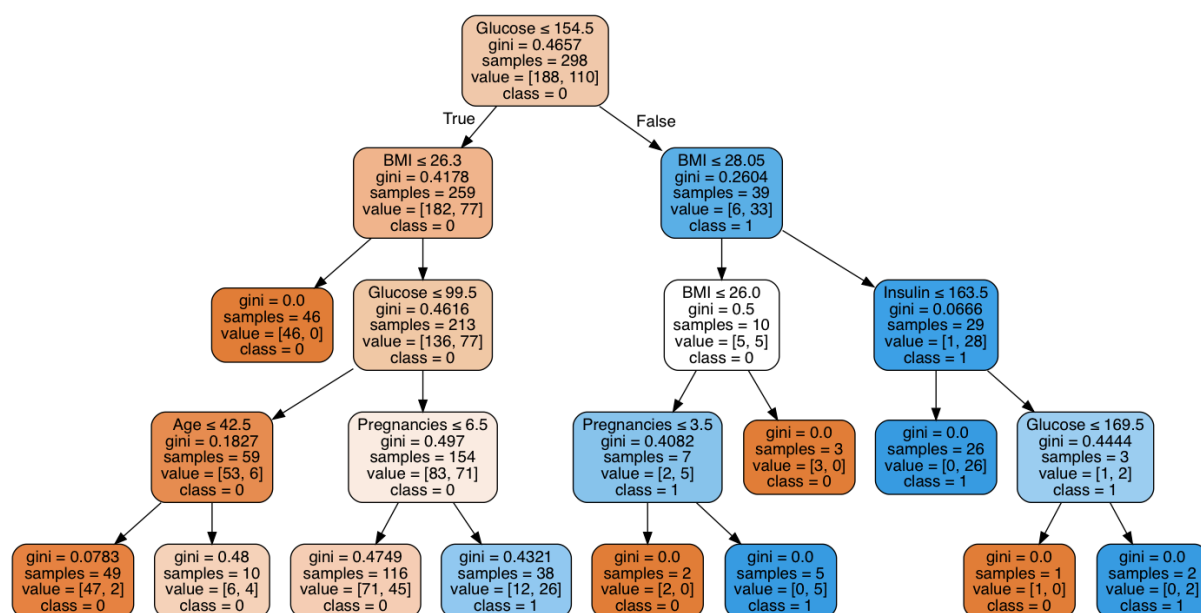 Glucose ≤ 154.5
gini = 0.4657
samples = 298
value = [188, 110]
class = 0
True
False
BMI ≤ 26.3
gini = 0.4178
samples = 259
value = [182, 77]
class = 0
BMI ≤ 28.05
gini = 0.2604
samples = 39
value = [6, 33]
class = 1
gini = 0.0
samples = 46
value = [46, 0]
class = 0
Glucose ≤ 99.5
gini = 0.4616
samples = 213
value = [136, 77]
class = 0
BMI ≤ 26.0
gini = 0.5
samples = 10
value = [5, 5]
class = 0
Insulin ≤ 163.5
gini = 0.0666
samples = 29
value = [1, 28]
class = 1
Age ≤ 42.5
gini = 0.1827
samples = 59
value = [53, 6]
class = 0
Pregnancies ≤ 6.5
gini = 0.497
samples = 154
value = [83, 71]
class = 0
Pregnancies ≤ 3.5
gini = 0.4082
samples = 7
value = [2, 5]
class = 1
gini = 0.0
samples = 3
value = [3, 0]
class = 0
gini = 0.0
samples = 26
value = [0, 26]
class = 1
Glucose ≤ 169.5
gini = 0.4444
samples = 3
value = [1, 2]
class = 1
gini = 0.0783
samples = 49
value = [47, 2]
class = 0
gini = 0.48
samples = 10
value = [6, 4]
class = 0
gini = 0.4749
samples = 116
value = [71, 45]
class = 0
gini = 0.4321
samples = 38
value = [12, 26]
class = 1
gini = 0.0
samples = 2
value = [2, 0]
class = 0
gini = 0.0
samples = 5
value = [0, 5]
class = 1
gini = 0.0
samples = 1
value = [1, 0]
class = 0
gini = 0.0
samples = 2
value = [0, 2]
class = 1